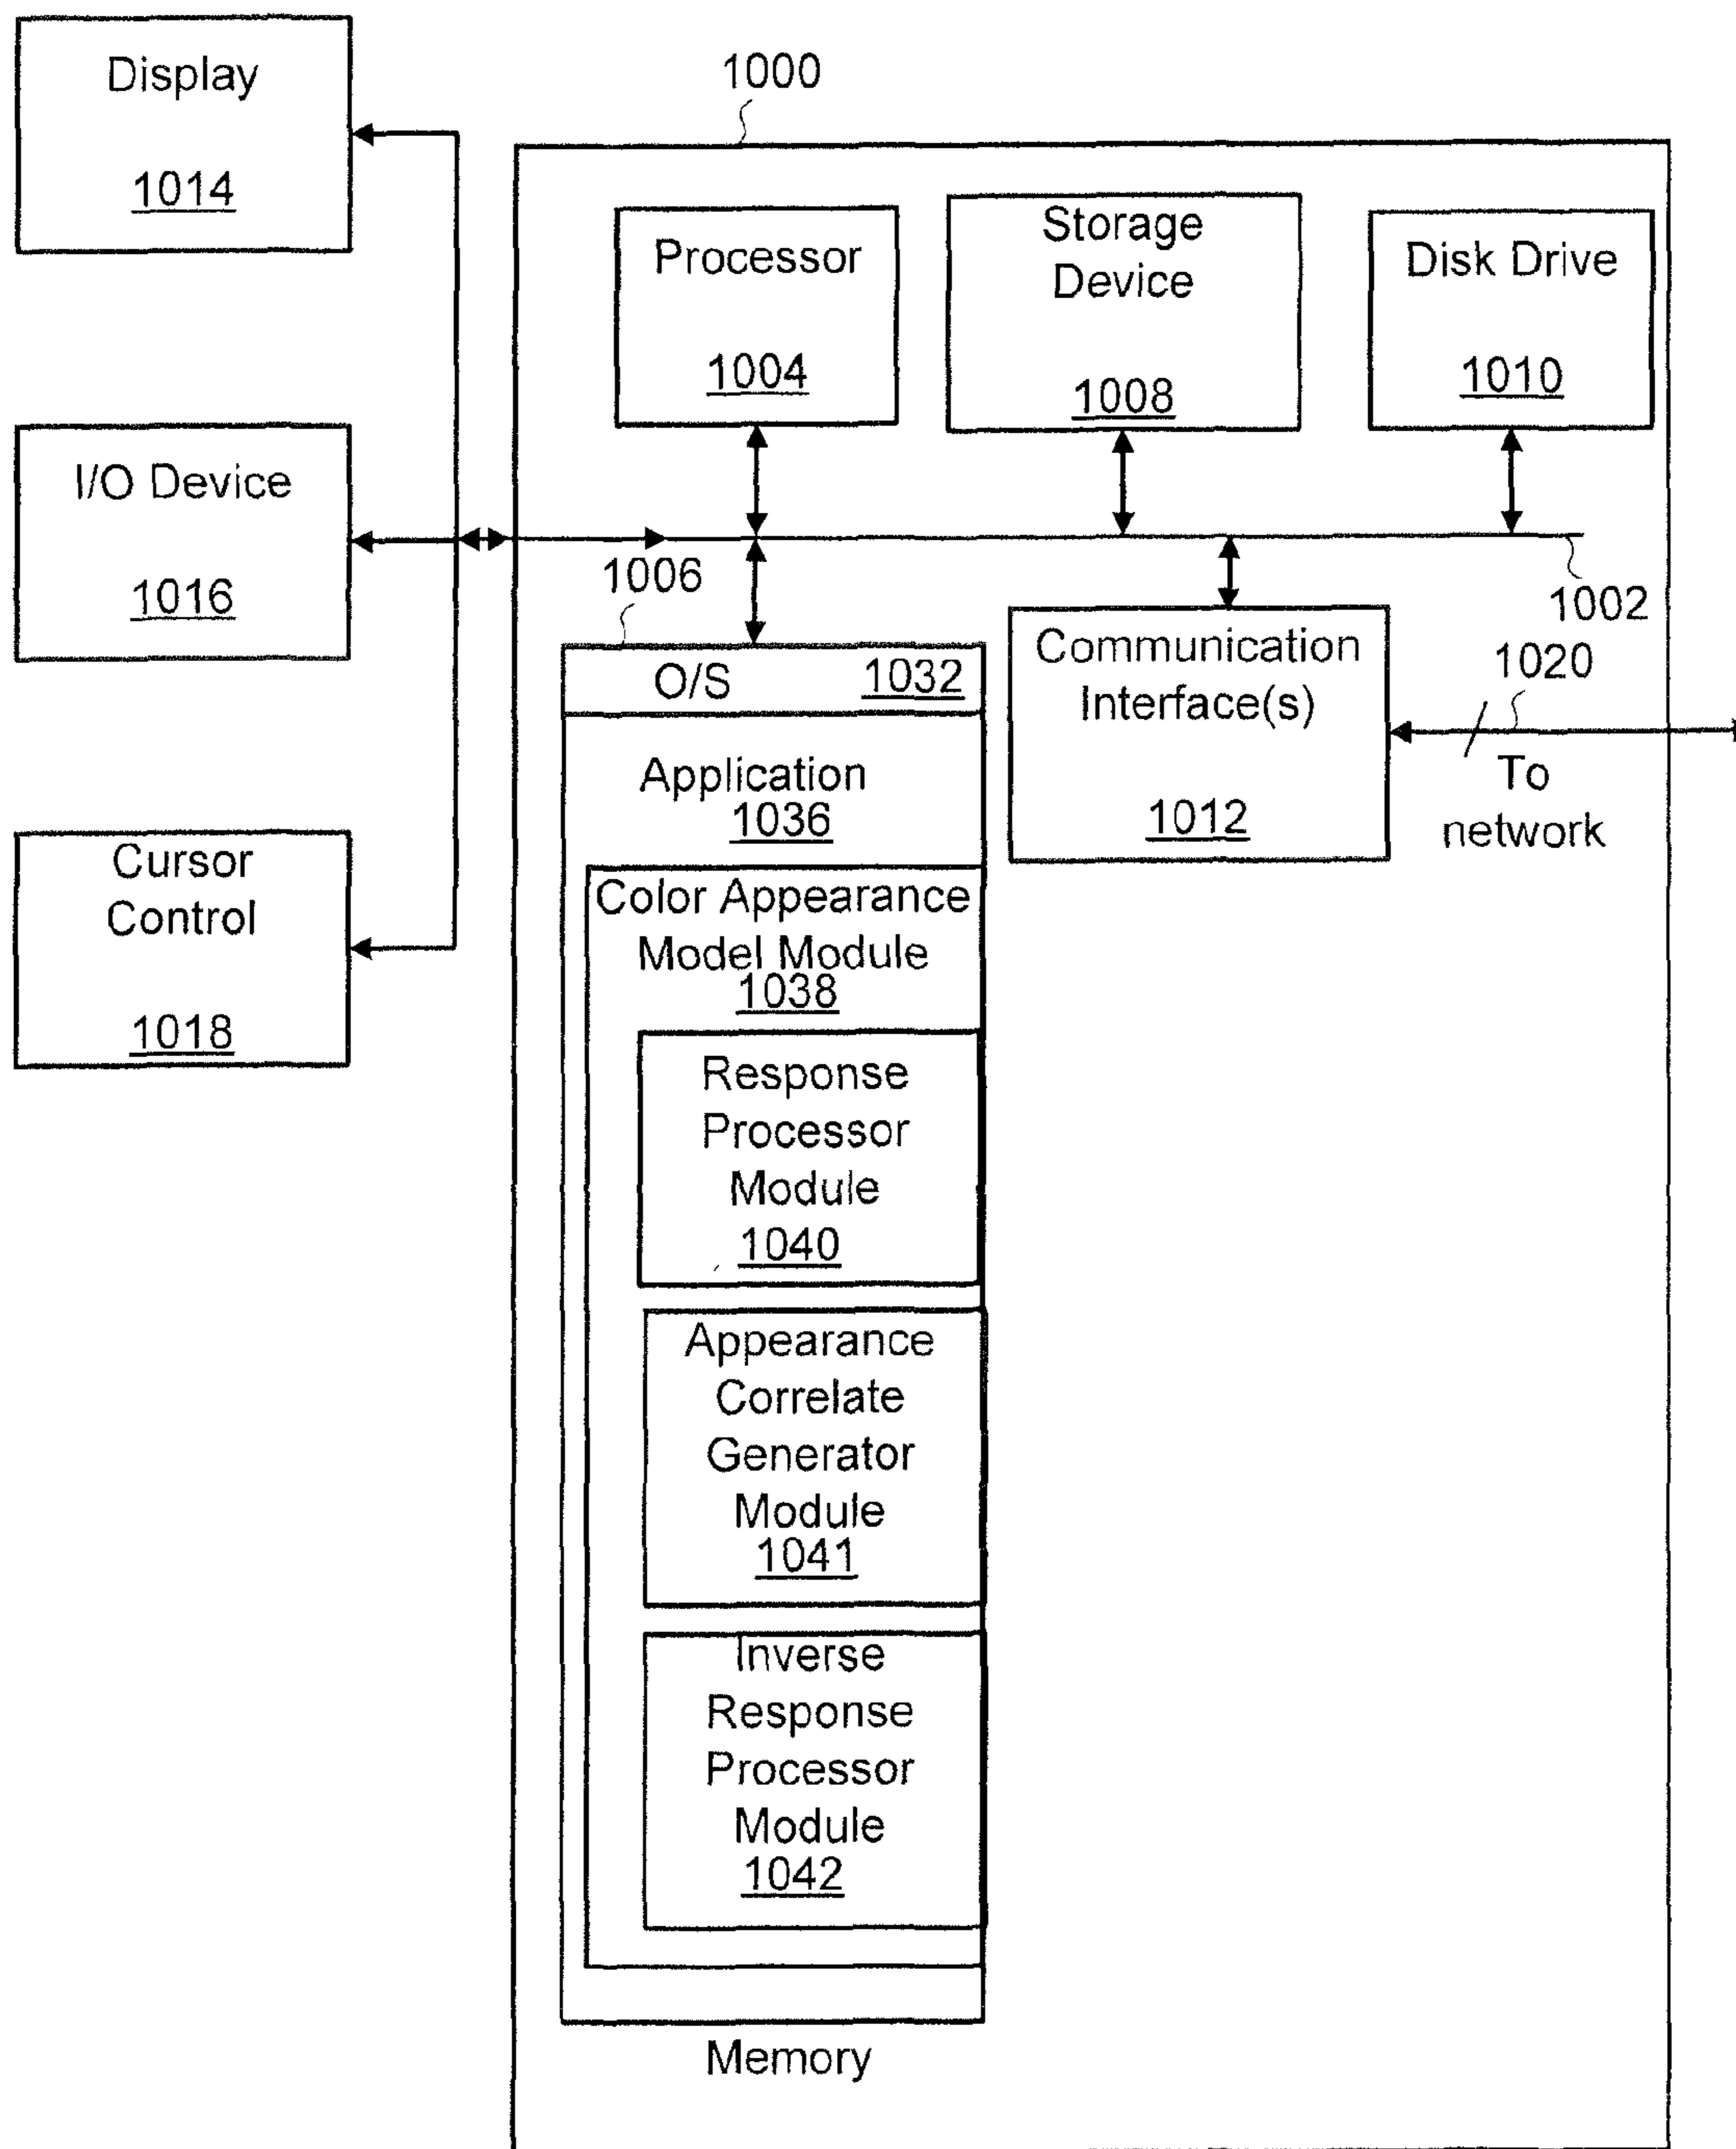 Display
1014
1000
Processor
1004
Storage
Device
1008
Disk Drive
1010
I/O Device
1016
1006
1002
O/S 1032
Application
1036
Communication
Interface(s)
1012
1020
To
network
Cursor
Control
1018
Color Appearance
Model Module
1038
Response
Processor
Module
1040
Appearance
Correlate
Generator
Module
1041
Inverse
Response
Processor
Module
1042
Memory